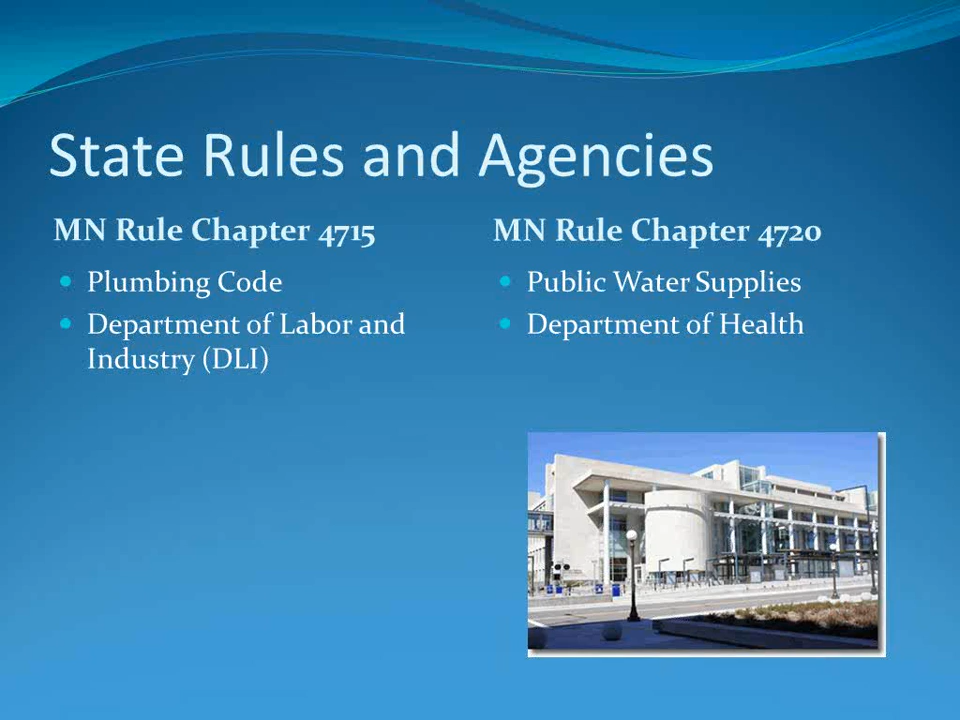 State Rules and Agencies
MN Rule Chapter 4715
Plumbing Code
Department of Labor and
Industry (DLI)
MN Rule Chapter 4720
Public Water Supplies
Department of Health